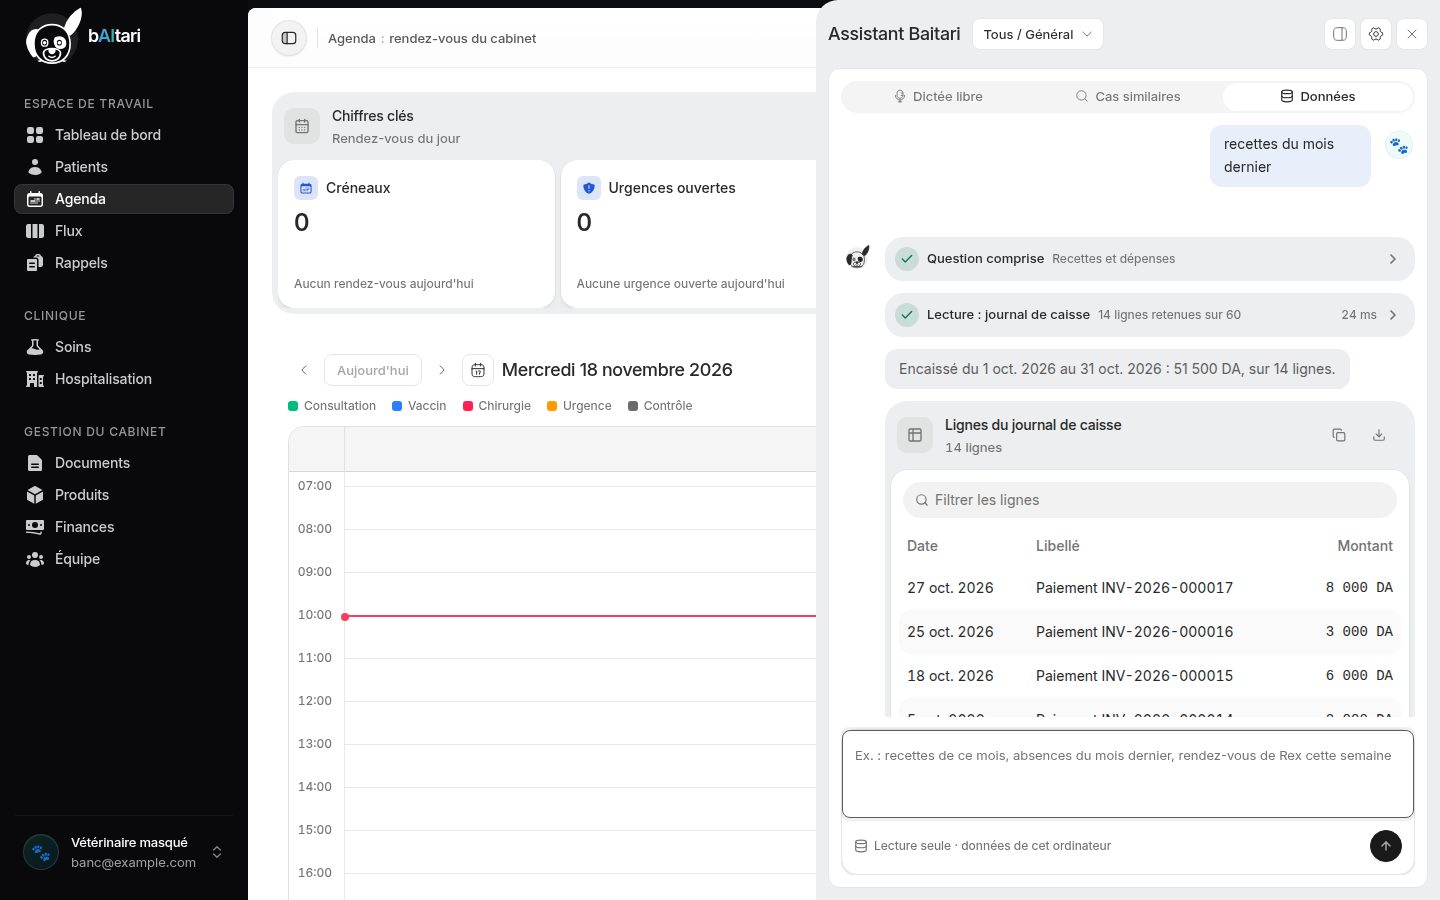 bAItari
ESPACE DE TRAVAIL
Tableau de bord
Patients
Agenda
Flux
Rappels
CLINIQUE
Soins
Hospitalisation
GESTION DU CABINET
Documents
Produits
Finances
Équipe
Vétérinaire masqué
banc@example.com
Agenda : rendez-vous du cabinet
Chiffres clés
Rendez-vous du jour
Créneaux
0
Aucun rendez-vous aujourd'hui
Urgences ouvertes
0
Aucune urgence ouverte aujourd'hui
Aujourd'hui
Mercredi 18 novembre 2026
Consultation Vaccin Chirurgie Urgence Contrôle
07:00
08:00
09:00
10:00
11:00
12:00
13:00
14:00
15:00
16:00
Assistant Baitari Tous / Général
Dictée libre Cas similaires Données
recettes du mois
dernier
Question comprise Recettes et dépenses
Lecture : journal de caisse 14 lignes retenues sur 60 24 ms
Encaissé du 1 oct. 2026 au 31 oct. 2026 : 51 500 DA, sur 14 lignes.
Lignes du journal de caisse
14 lignes
Filtrer les lignes
Date Libellé Montant
27 oct. 2026 Paiement INV-2026-000017 8 000 DA
25 oct. 2026 Paiement INV-2026-000016 3 000 DA
18 oct. 2026 Paiement INV-2026-000015 6 000 DA
Ex. : recettes de ce mois, absences du mois dernier, rendez-vous de Rex cette semaine
Lecture seule · données de cet ordinateur